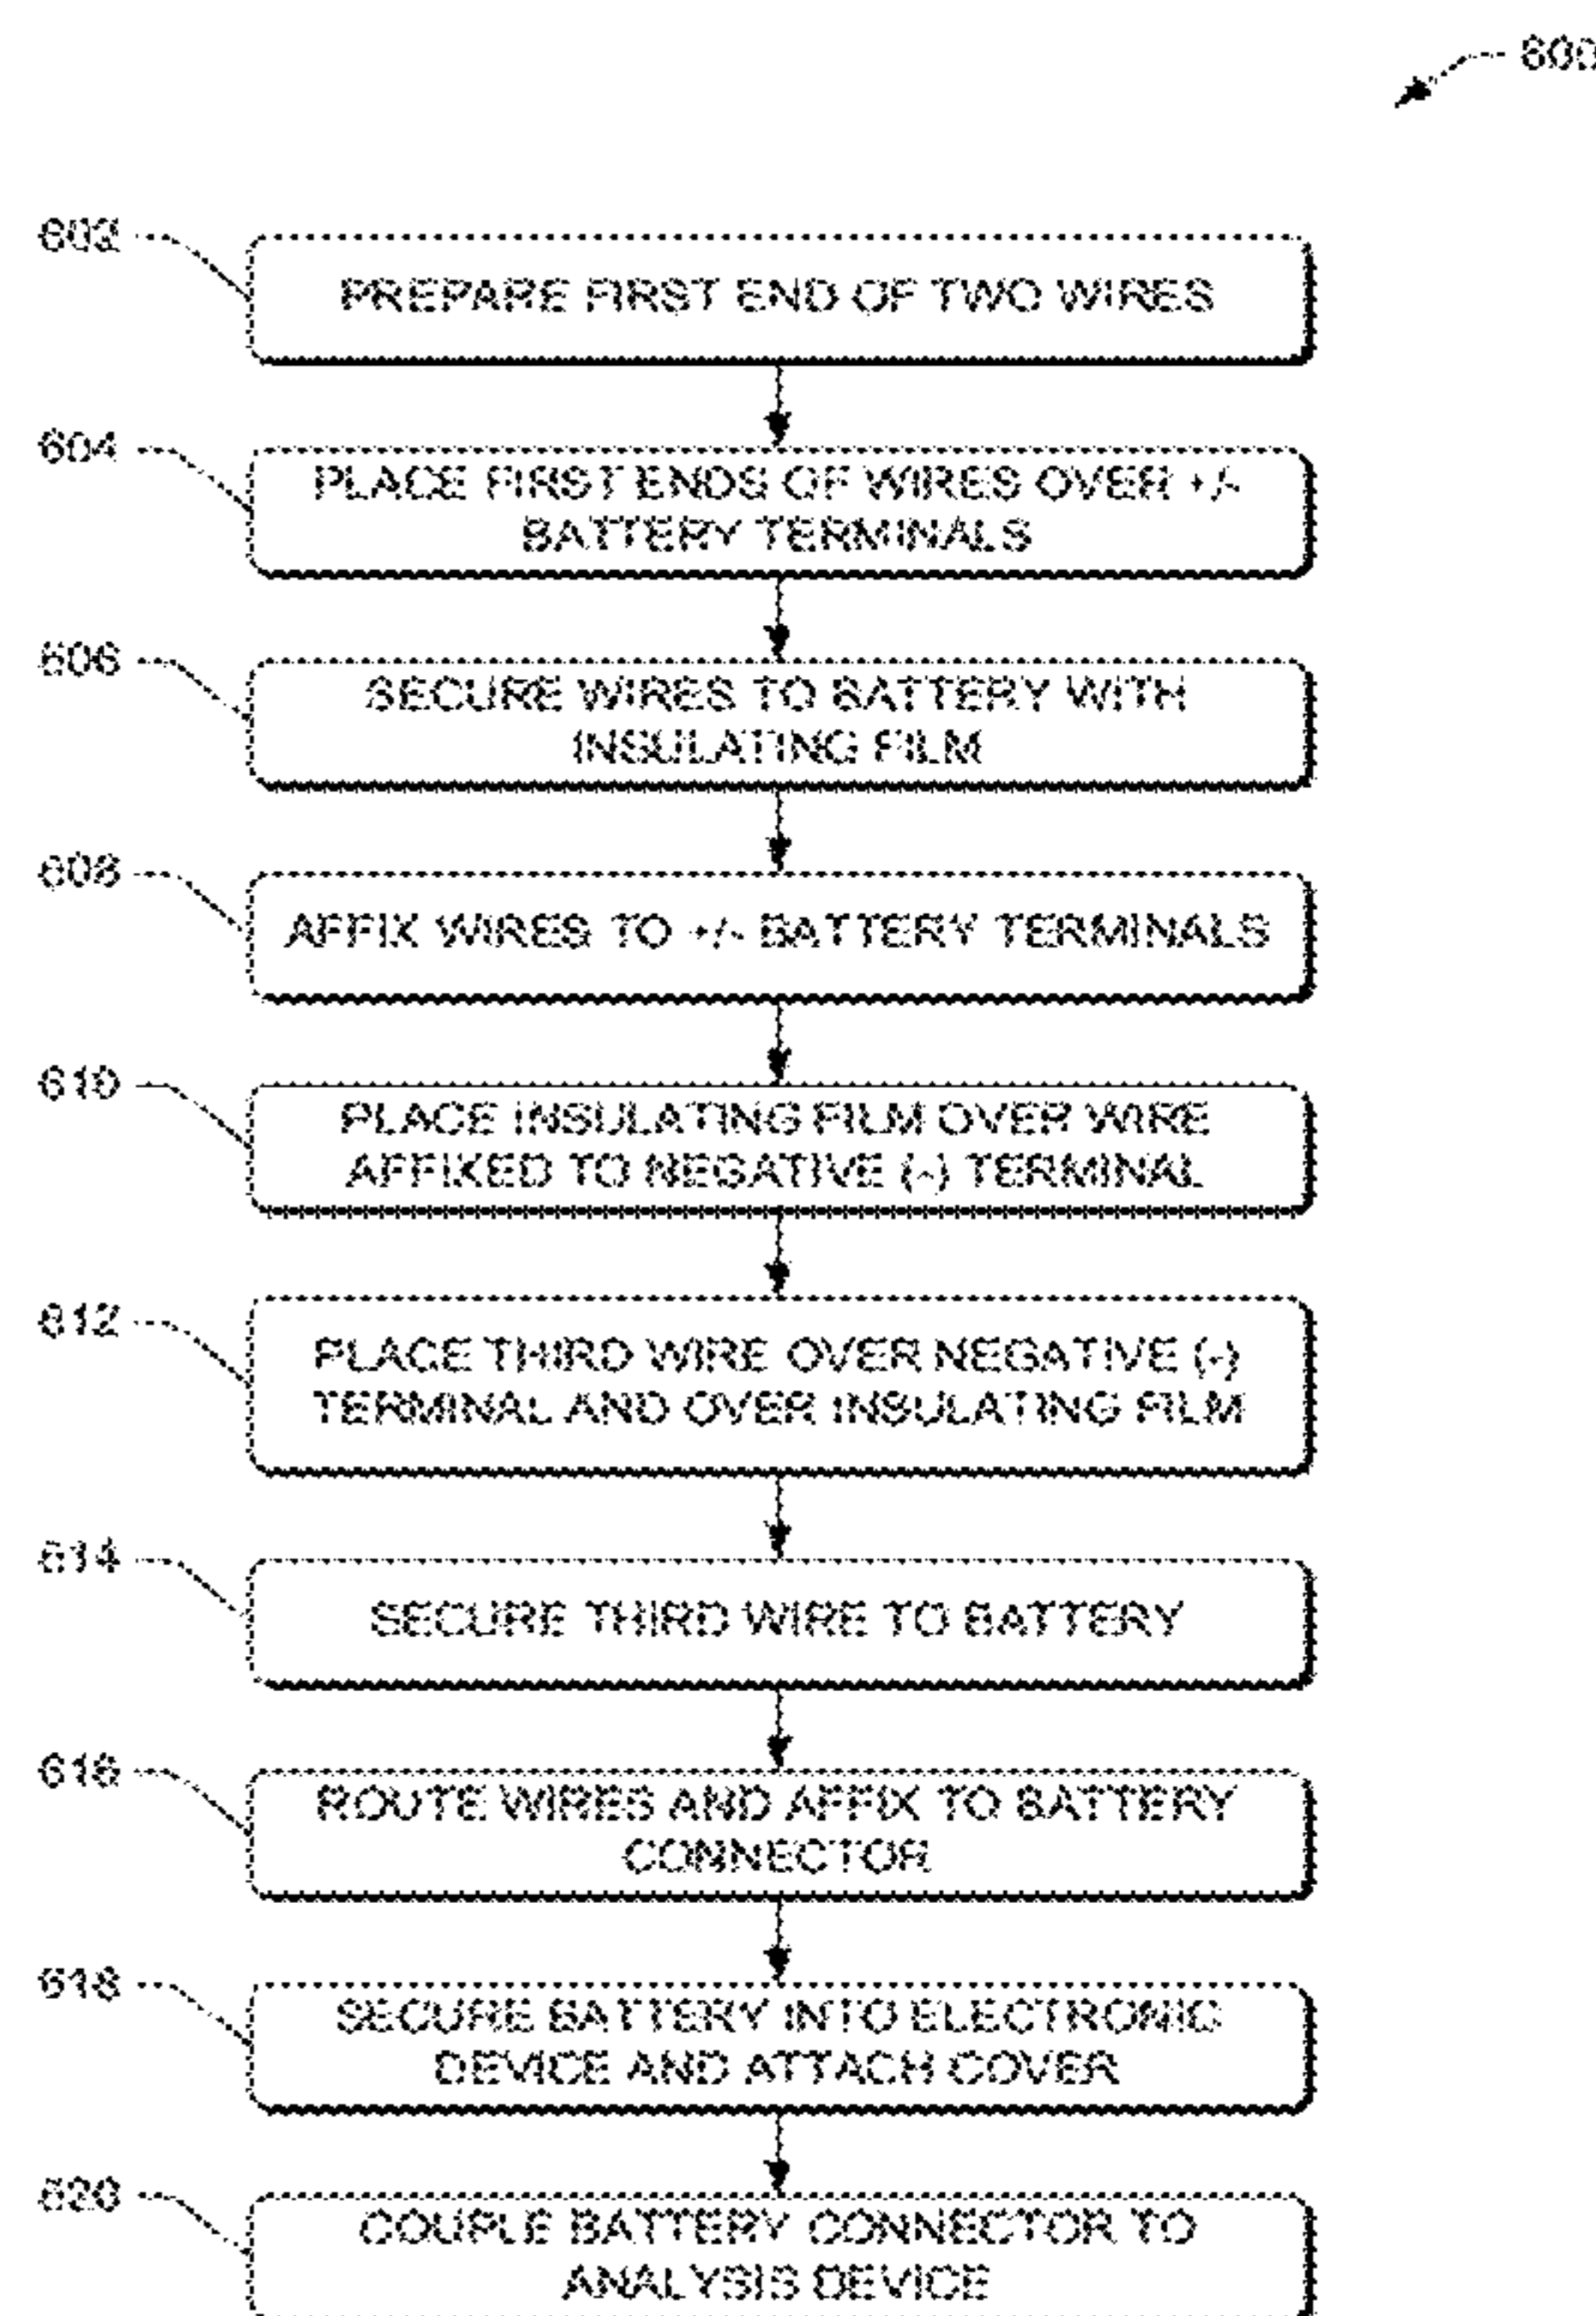 600
602
PREPARE FIRST END OF TWO WIRES
604
PLACE FIRST ENDS OF WIRES OVER +/-
BATTERY TERMINALS
606
SECURE WIRES TO BATTERY WITH
INSULATING FILM
608
AFFIX WIRES TO +/- BATTERY TERMINALS
610
PLACE INSULATING FILM OVER WIRE
AFFIXED TO NEGATIVE (-) TERMINAL
612
PLACE THIRD WIRE OVER NEGATIVE (-)
TERMINAL AND OVER INSULATING FILM
614
SECURE THIRD WIRE TO BATTERY
616
ROUTE WIRES AND AFFIX TO BATTERY
CONNECTOR
618
SECURE BATTERY INTO ELECTRONIC
DEVICE AND ATTACH COVER
620
COUPLE BATTERY CONNECTOR TO
ANALYSIS DEVICE